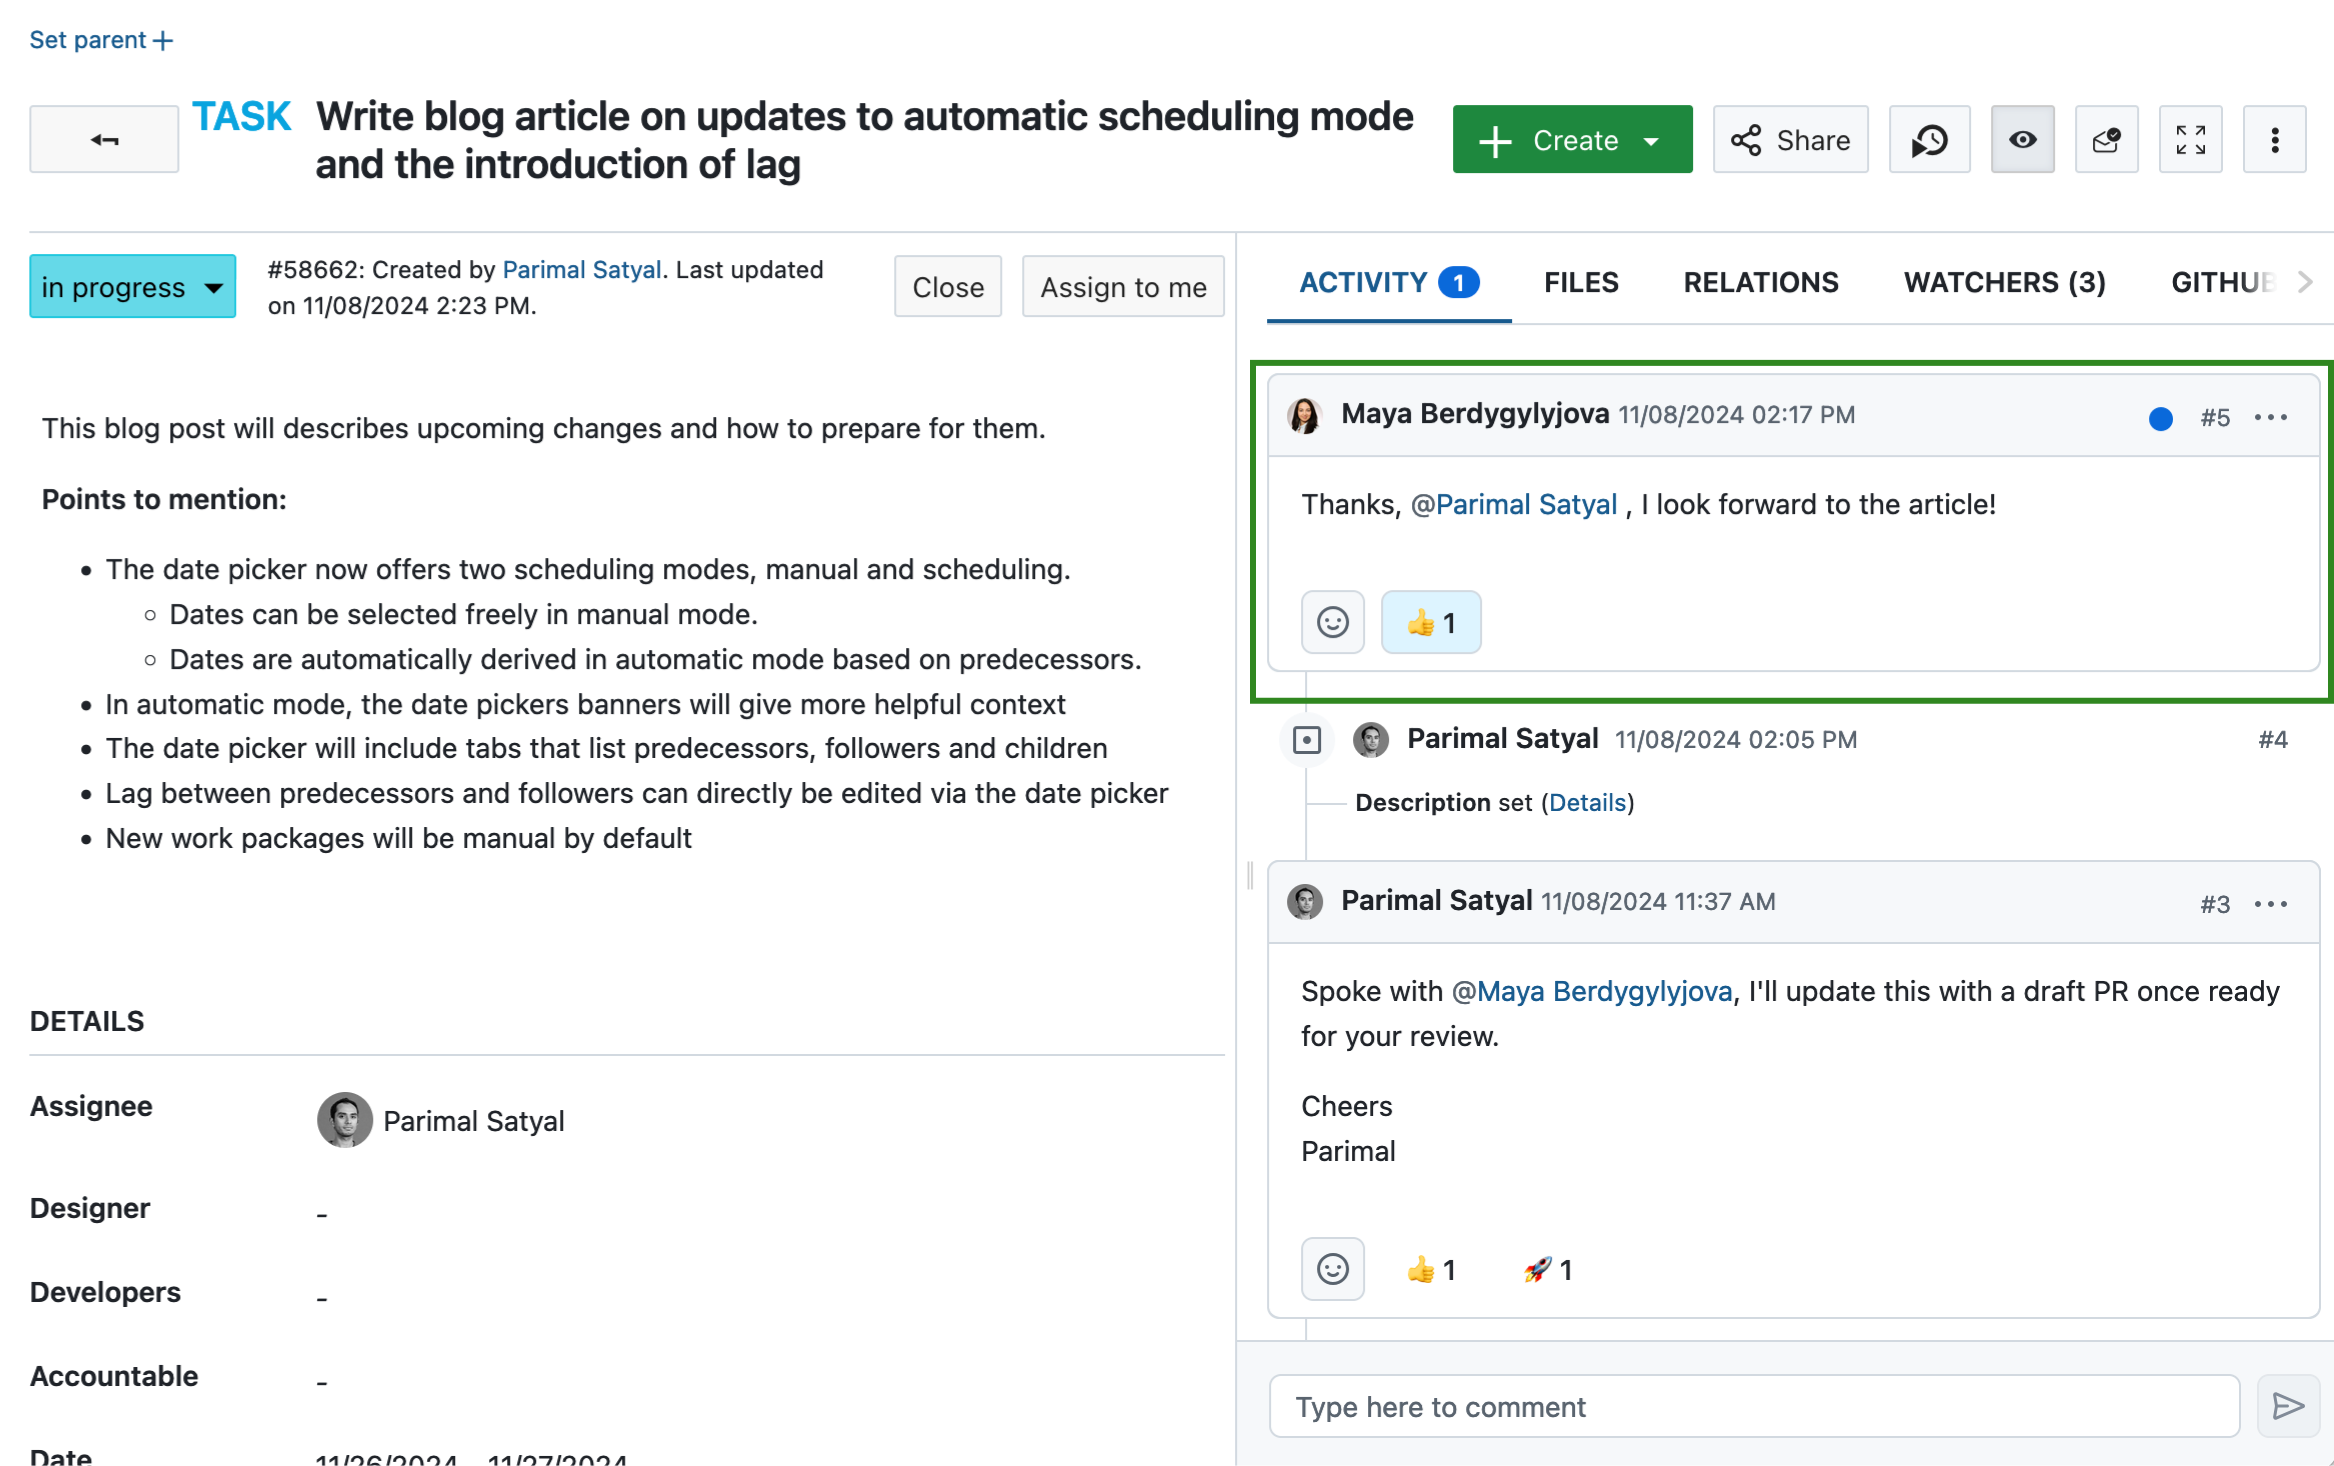 Set parent
TASK Write blog article on updates to automatic scheduling mode
and the introduction of lag
Create
Share
in progress
#58662: Created by Parimal Satyal. Last updated
on 11/08/2024 2:23 PM.
Close
Assign to me
This blog post will describes upcoming changes and how to prepare for them.
Points to mention:
• The date picker now offers two scheduling modes, manual and scheduling.
◦ Dates can be selected freely in manual mode.
◦ Dates are automatically derived in automatic mode based on predecessors.
• In automatic mode, the date pickers banners will give more helpful context
• The date picker will include tabs that list predecessors, followers and children
• Lag between predecessors and followers can directly be edited via the date picker
• New work packages will be manual by default
DETAILS
Assignee Parimal Satyal
Designer -
Developers -
Accountable -
Date 11/26/2024 - 11/27/2024
ACTIVITY 1 FILES RELATIONS WATCHERS (3) GITHUB
Maya Berdygylyjova 11/08/2024 02:17 PM #5
Thanks, @Parimal Satyal , I look forward to the article!
👍 1
Parimal Satyal 11/08/2024 02:05 PM #4
Description set (Details)
Parimal Satyal 11/08/2024 11:37 AM #3
Spoke with @Maya Berdygylyjova, I'll update this with a draft PR once ready
for your review.
Cheers
Parimal
👍 1 🚀 1
Type here to comment